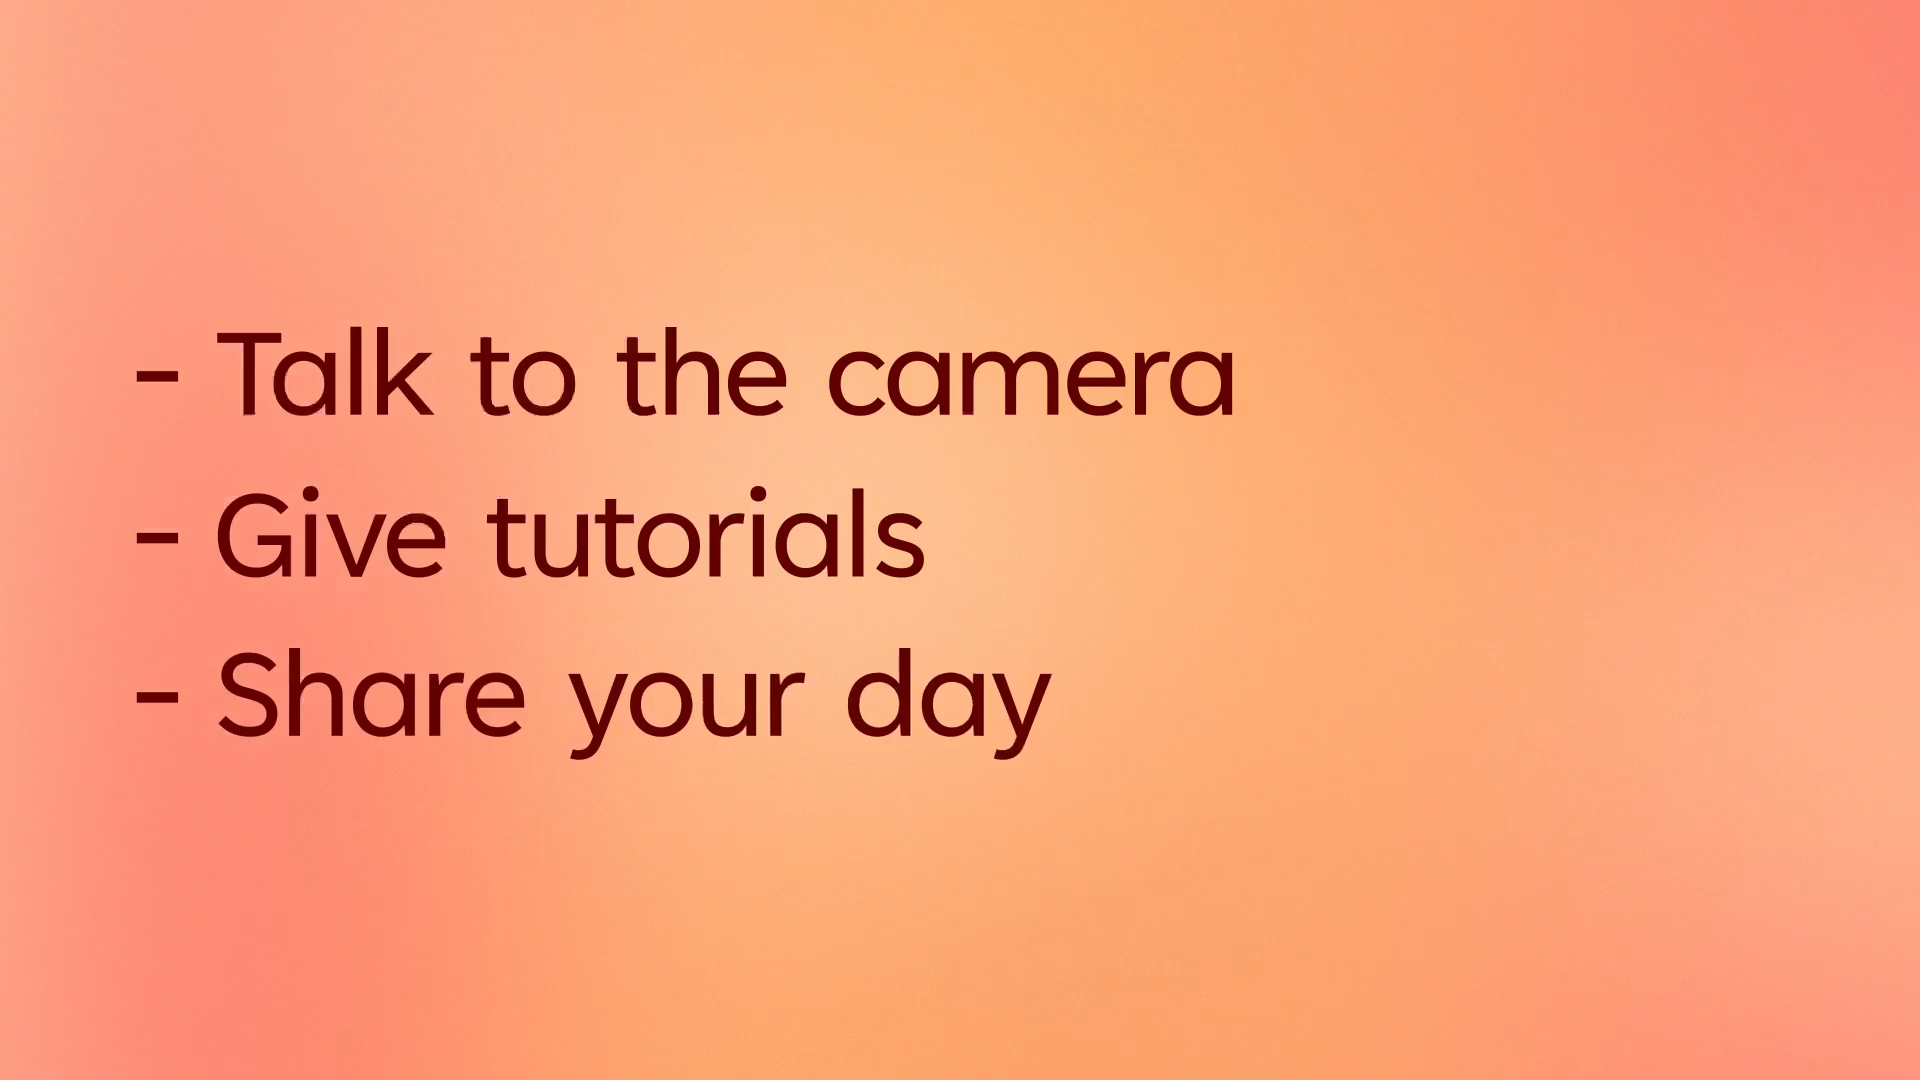 - Talk to the camera
- Give tutorials
- Share your day